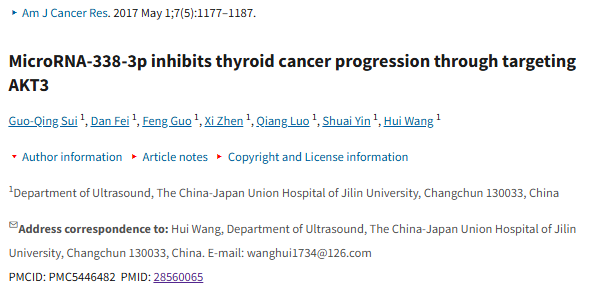 Am J Cancer Res. 2017 May 1;7(5):1177–1187.
MicroRNA-338-3p inhibits thyroid cancer progression through targeting
AKT3
Guo-Qing Sui 1, Dan Fei 1, Feng Guo 1, Xi Zhen 1, Qiang Luo 1, Shuai Yin 1, Hui Wang 1
Author information Article notes Copyright and License information
1Department of Ultrasound, The China-Japan Union Hospital of Jilin University, Changchun 130033, China
Address correspondence to: Hui Wang, Department of Ultrasound, The China-Japan Union Hospital of Jilin
University, Changchun 130033, China. E-mail: wanghui1734@126.com
PMCID: PMC5446482 PMID: 28560065